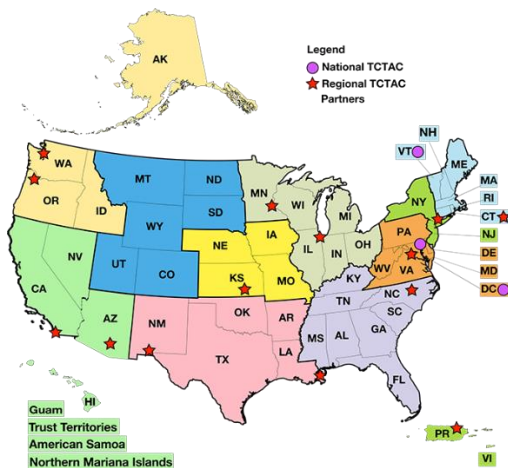 AK
Legend
National TCTAC
Regional TCTAC
Partners
NH
VT
ME
WA
MT
ND
MN
OR
ID
WI
MI
NY
MA
RI
CT
SD
WY
IA
PA
NJ
NE
OH
DE
NV
UT
CO
IL
IN
WV
VA
MD
CA
KS
MO
KY
DC
NC
TN
OK
AZ
NM
AR
SC
MS
AL
GA
TX
LA
FL
HI
Guam
Trust Territories
American Samoa
Northern Mariana Islands
PR
VI